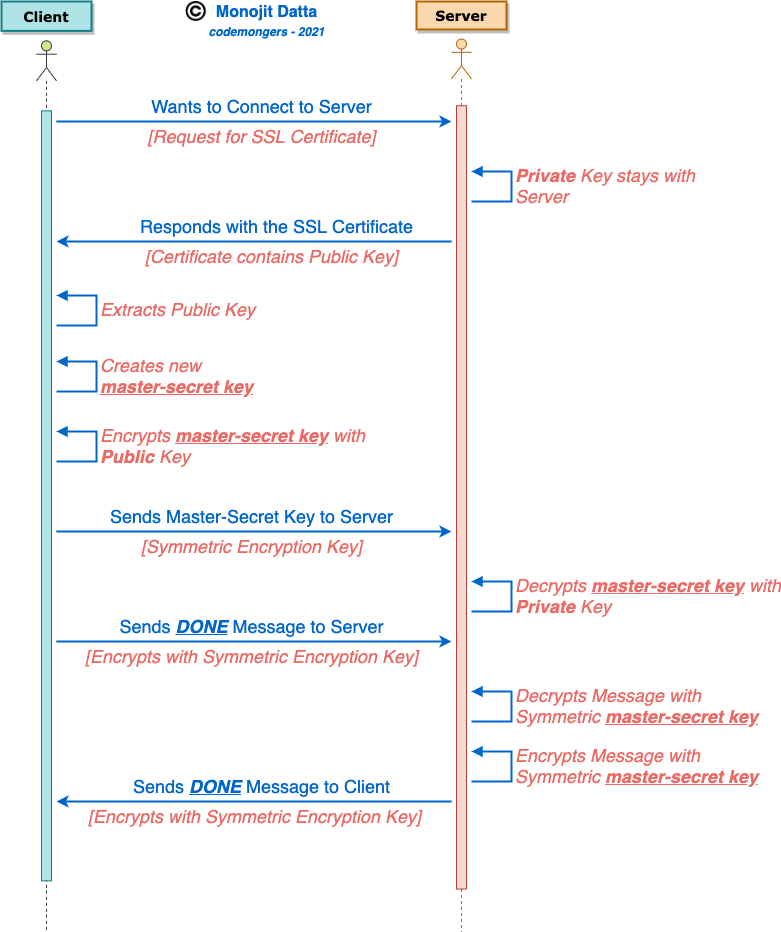 Client
© Monojit Datta
codemongers - 2021
Server
Wants to Connect to Server
[Request for SSL Certificate]
Private Key stays with
Server
Responds with the SSL Certificate
[Certificate contains Public Key]
Extracts Public Key
Creates new
master-secret key
Encrypts master-secret key with
Public Key
Sends Master-Secret Key to Server
[Symmetric Encryption Key]
Decrypts master-secret key with
Private Key
Sends DONE Message to Server
[Encrypts with Symmetric Encryption Key]
Decrypts Message with
Symmetric master-secret key
Encrypts Message with
Symmetric master-secret key
Sends DONE Message to Client
[Encrypts with Symmetric Encryption Key]